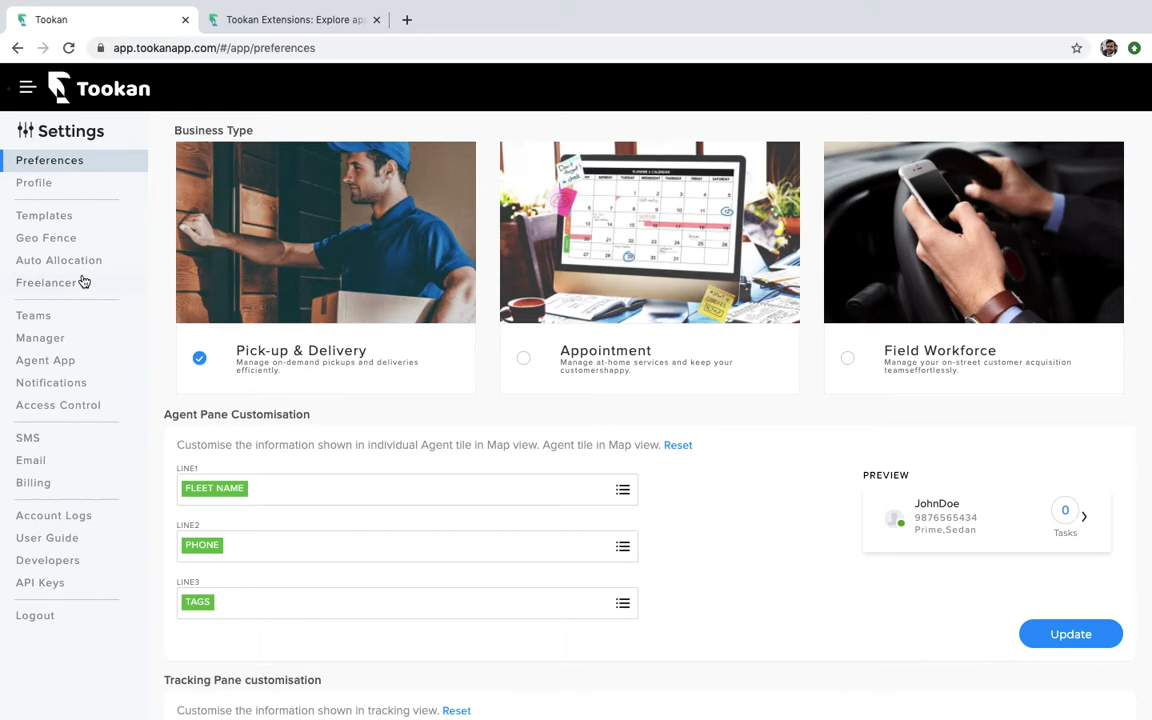 Tookan
Tookan Extensions: Explore ap
app.tookanapp.com/#/app/preferences
Tookan
Settings
Preferences
Profile
Templates
Geo Fence
Auto Allocation
Freelancer
Teams
Manager
Agent App
Notifications
Access Control
SMS
Email
Billing
Account Logs
User Guide
Developers
API Keys
Logout
Business Type
Pick-up & Delivery
Manage on-demand pickups and deliveries
efficiently.
Appointment
Manage at-home services and keep your
customershappy.
Field Workforce
Manage your on-street customer acquisition
teamseffortlessly.
Agent Pane Customisation
Customise the information shown in individual Agent tile in Map view. Agent tile in Map view. Reset
LINE1
FLEET NAME
LINE2
PHONE
LINE3
TAGS
PREVIEW
JohnDoe
9876565434
Prime,Sedan
0
Tasks
Update
Tracking Pane customisation
Customise the information shown in tracking view. Reset